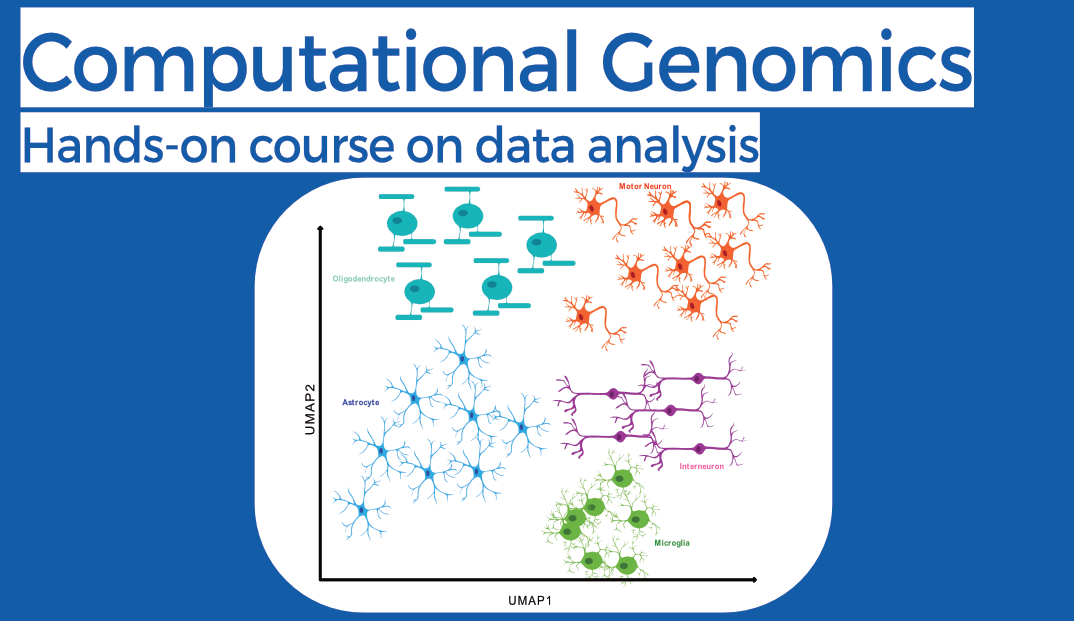 Computational Genomics
Hands-on course on data analysis
Motor Neuron
Oligodendrocyte
Astrocyte
UMAP2
Interneuron
Microglia
UMAP1